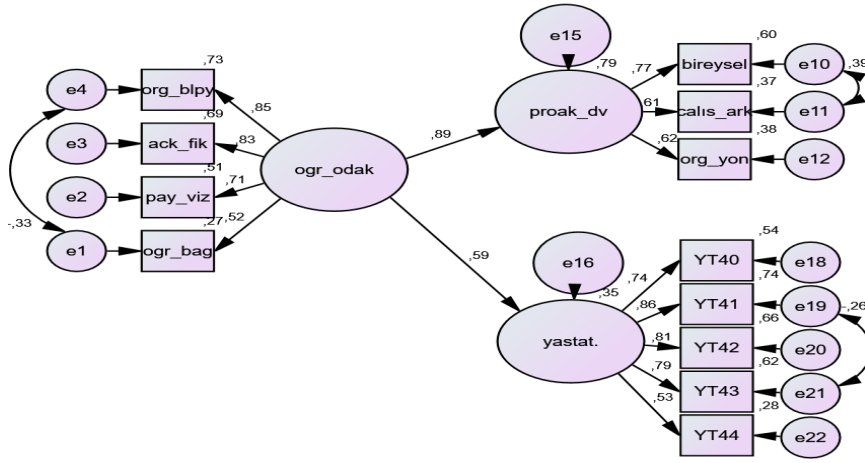 e15
,60
,73
,79
,77
bireysel
e10
e4
org_blpy
,37
,39
,69
,85
proak_dv
,61
calıs_ark
e11
e3
ack_fik
,83
,89
,38
,51
ogr_odak
,62
org_yon
e12
e2
pay_viz
,71
-,33
,27
,52
e1
ogr_bag
,54
,59
e16
YT40
e18
,74
,74
,35
,86
YT41
e19
-,26
,66
yastat.
,81
YT42
e20
,62
,79
YT43
e21
,53
,28
YT44
e22